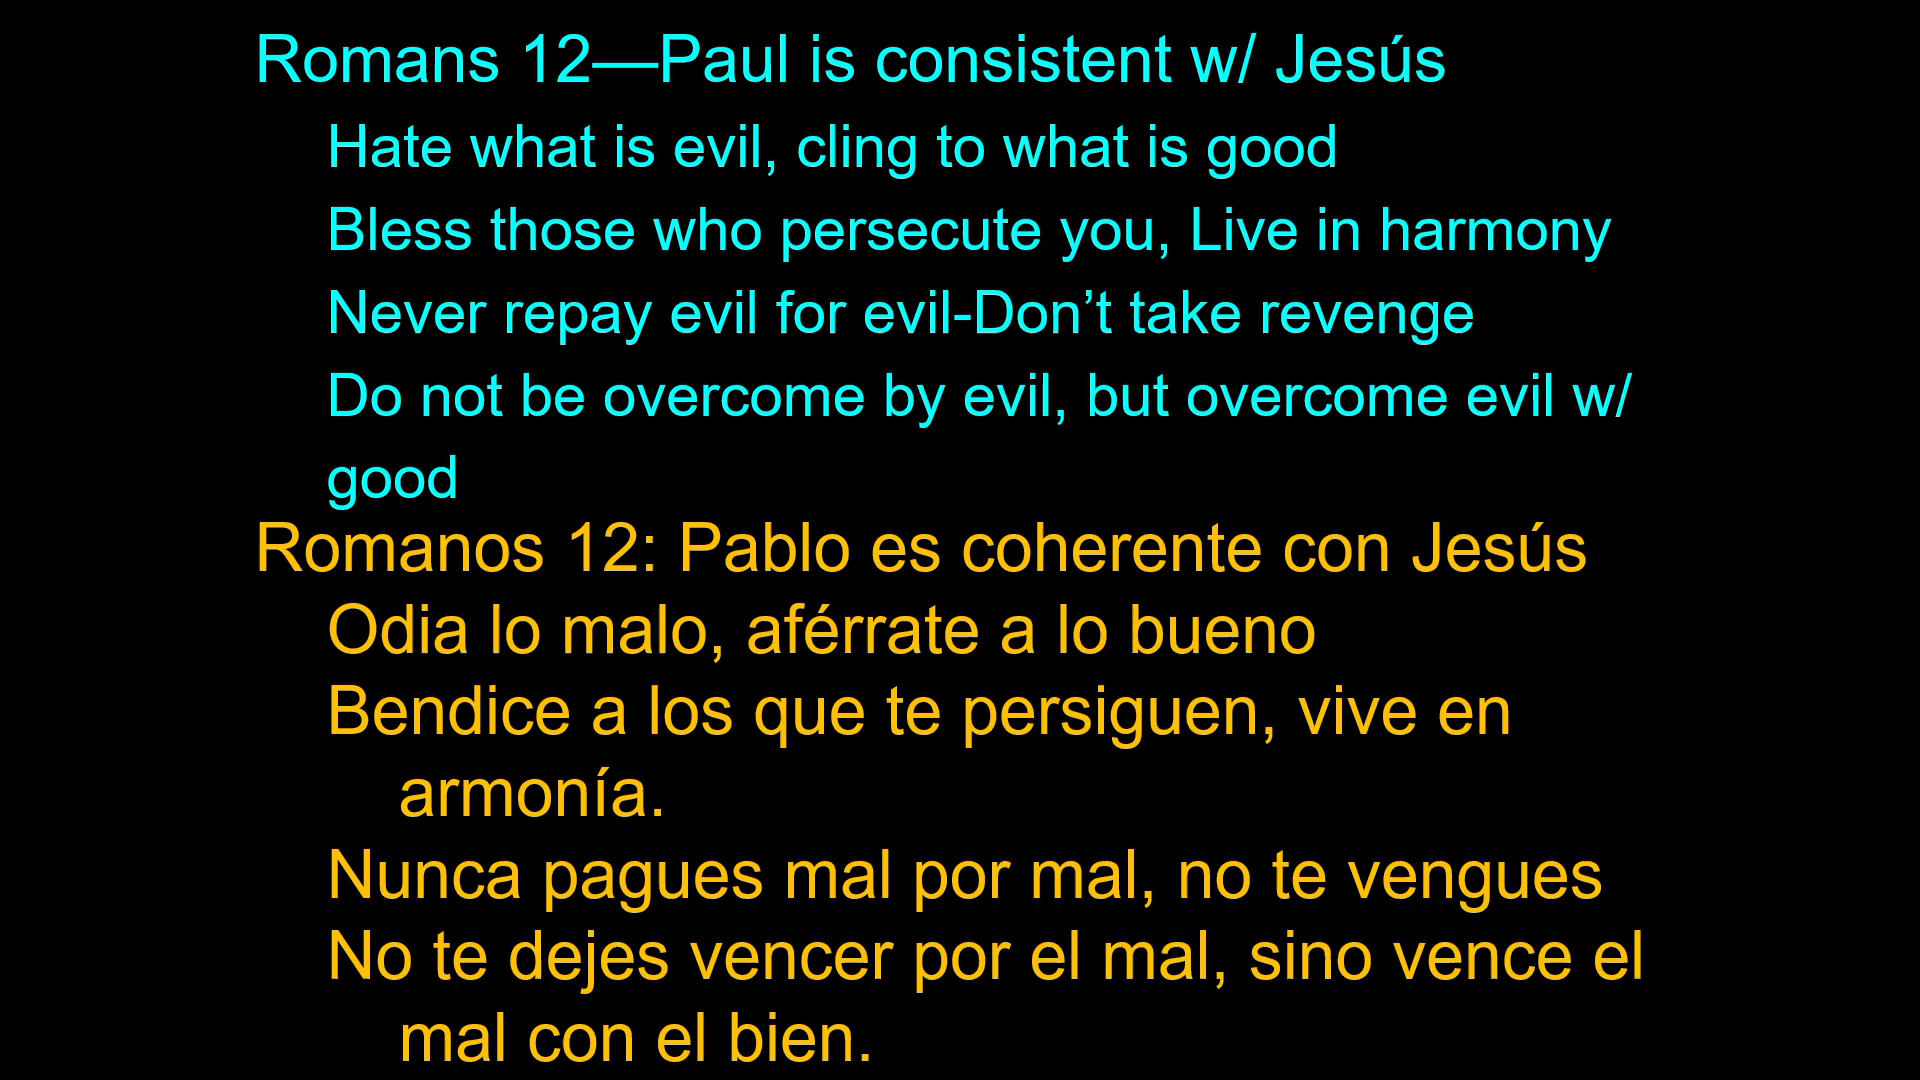 Romans 12—Paul is consistent w/ Jesús
Hate what is evil, cling to what is good
Bless those who persecute you, Live in harmony
Never repay evil for evil-Don’t take revenge
Do not be overcome by evil, but overcome evil w/
good
Romanos 12: Pablo es coherente con Jesús
Odia lo malo, aférrate a lo bueno
Bendice a los que te persiguen, vive en
armonía.
Nunca pagues mal por mal, no te vengues
No te dejes vencer por el mal, sino vence el
mal con el bien.